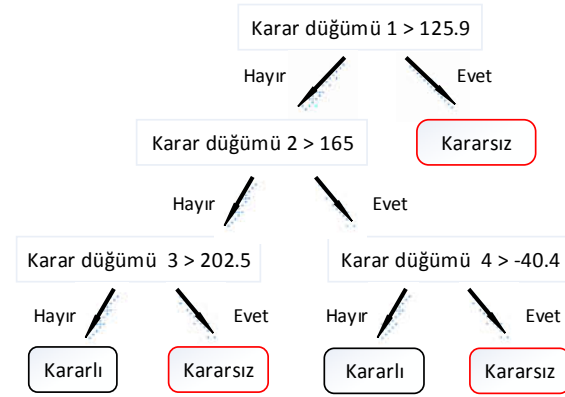 Karar düğümü 1 > 125.9
Hayır
Evet
Karar düğümü 2 > 165
Kararsız
Hayır
Evet
Karar düğümü 3 > 202.5
Karar düğümü 4 > -40.4
Hayır
Evet
Hayır
Evet
Kararlı
Kararsız
Kararlı
Kararsız